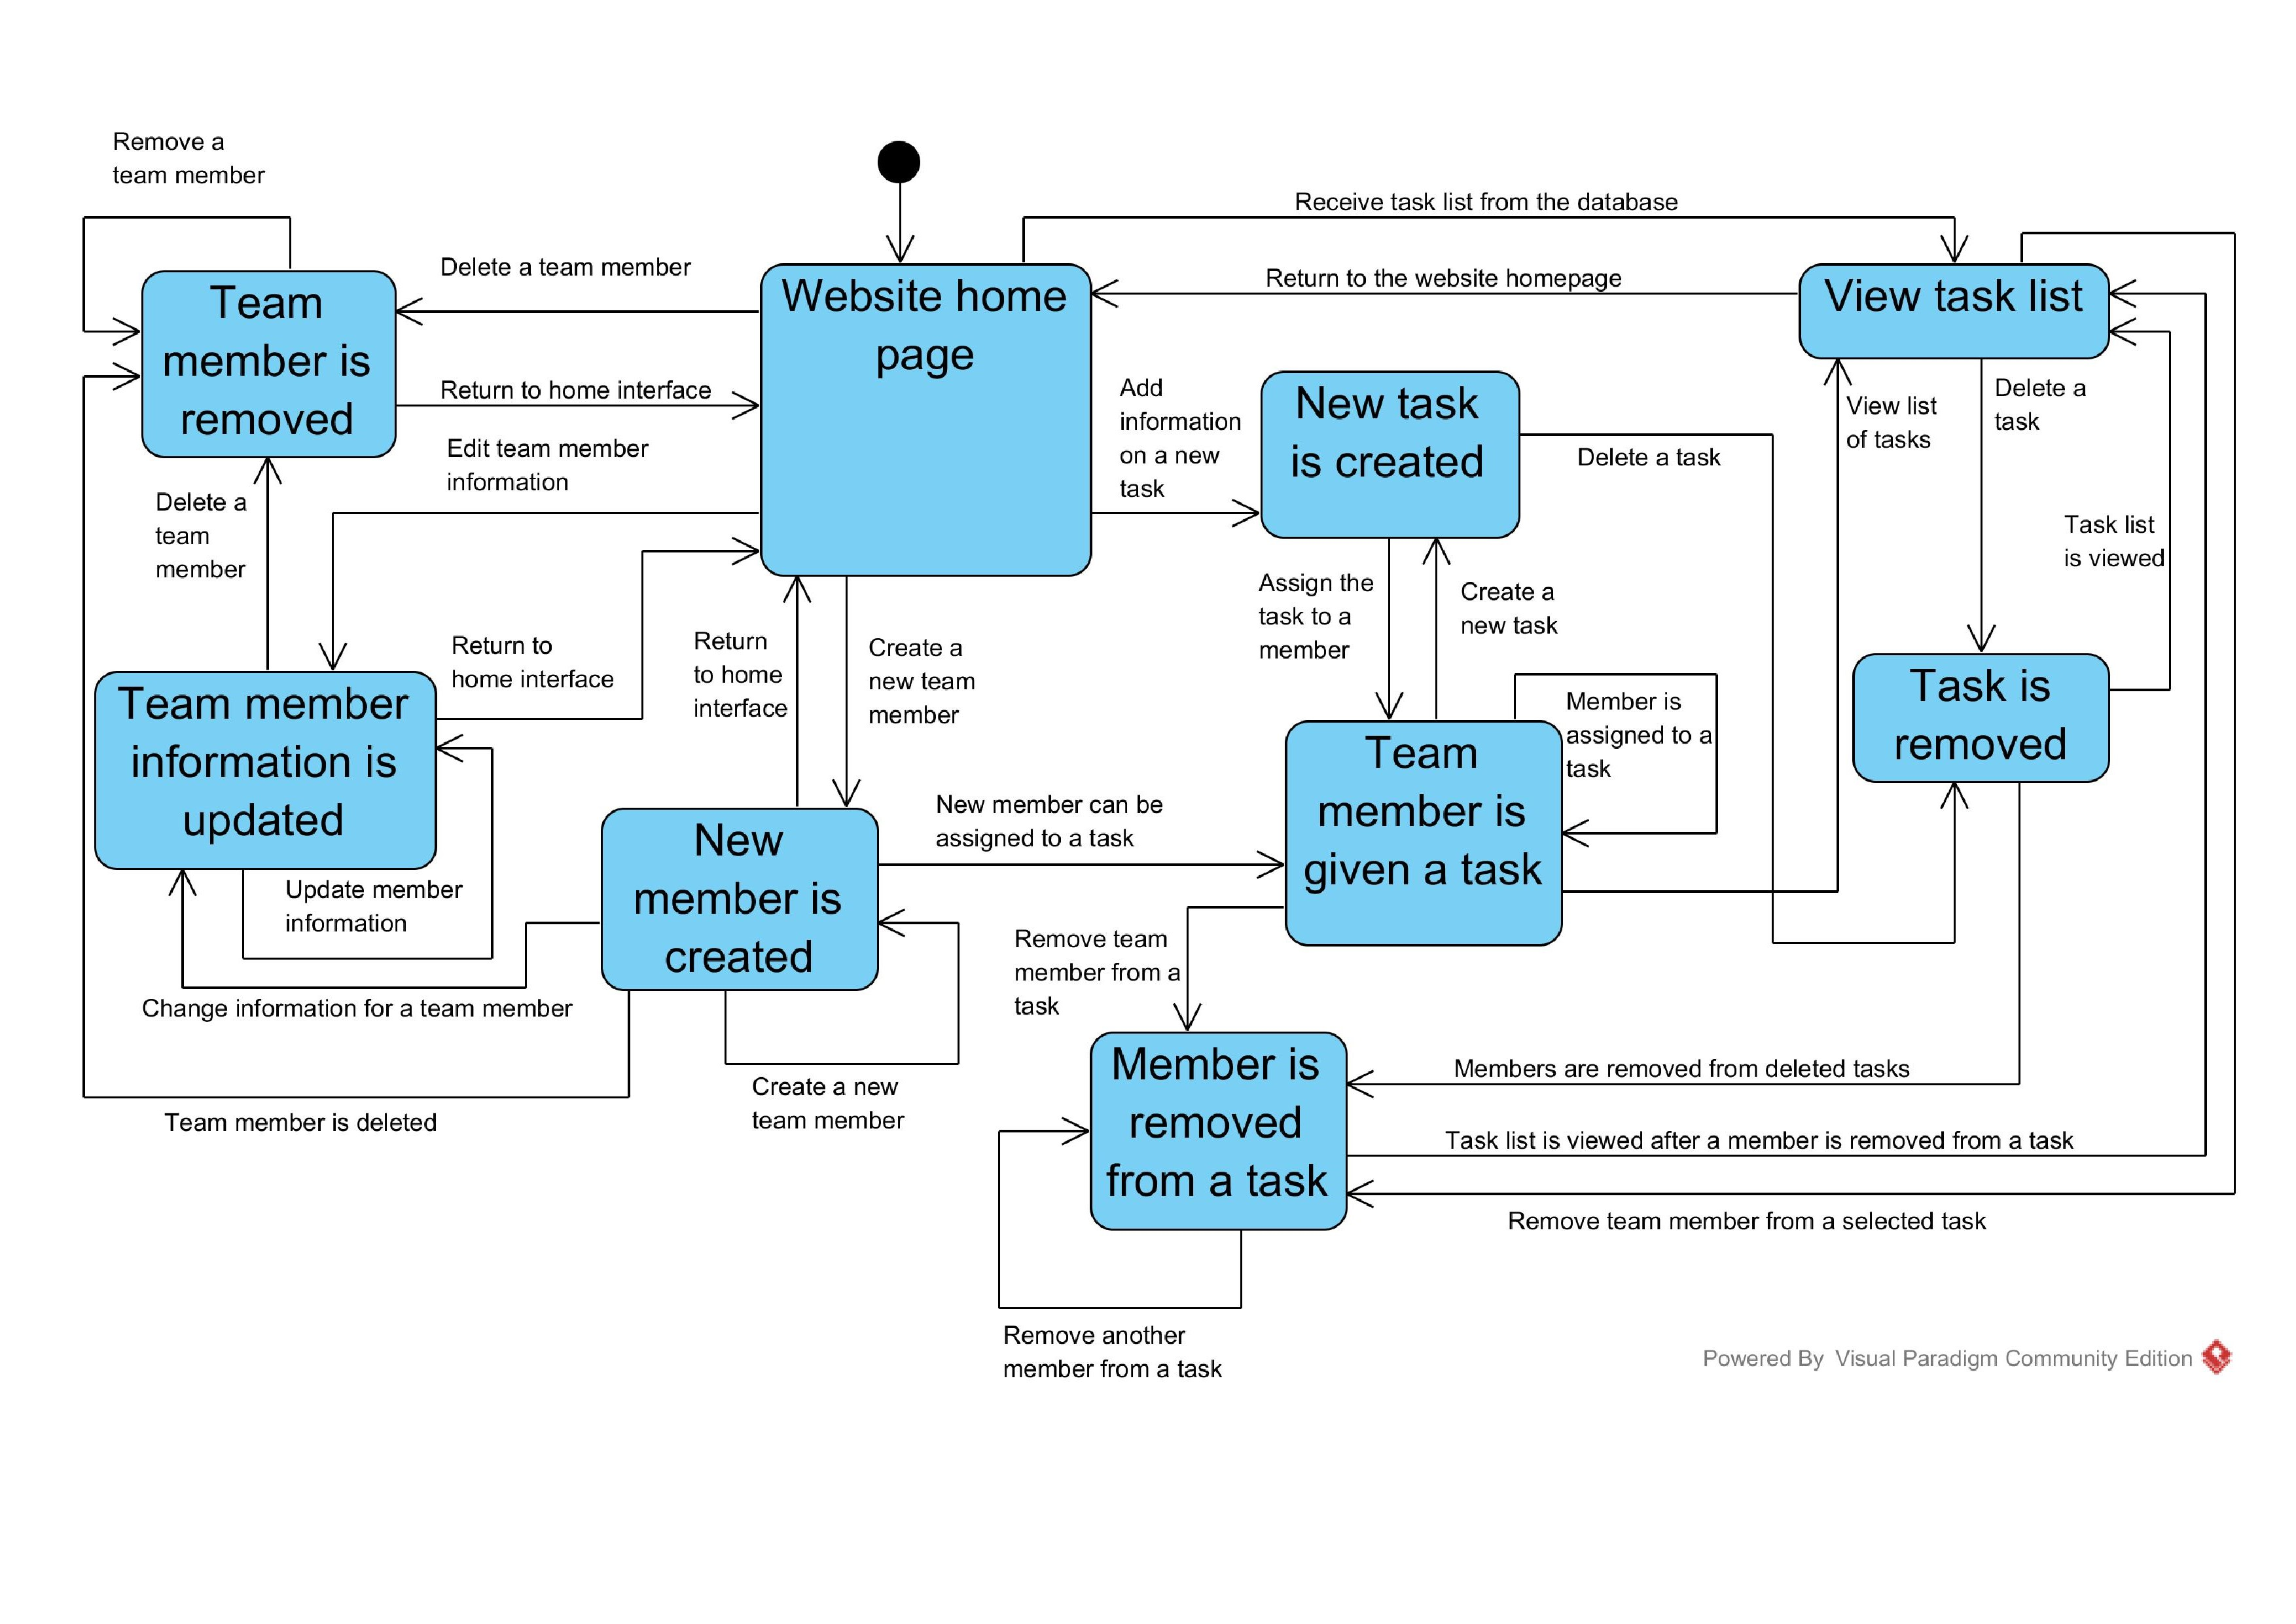 Remove a
team member
Receive task list from the database
Delete a team member
Return to the website homepage
Team
member is
removed
Website home
page
View task list
Return to home interface
Add
information
on a new
task
New task
is created
View list
of tasks
Delete a
task
Edit team member
information
Delete a task
Delete a
team
member
Task list
is viewed
Assign the
task to a
member
Create a
new task
Return to
home interface
Return
to home
interface
Create a
new team
member
Team member
information is
updated
Member is
assigned to a
task
Task is
removed
Team
member is
given a task
New member can be
assigned to a task
New
member is
created
Update member
information
Remove team
member from a
task
Change information for a team member
Member is
removed
from a task
Members are removed from deleted tasks
Create a new
team member
Team member is deleted
Task list is viewed after a member is removed from a task
Remove team member from a selected task
Remove another
member from a task
Powered By Visual Paradigm Community Edition